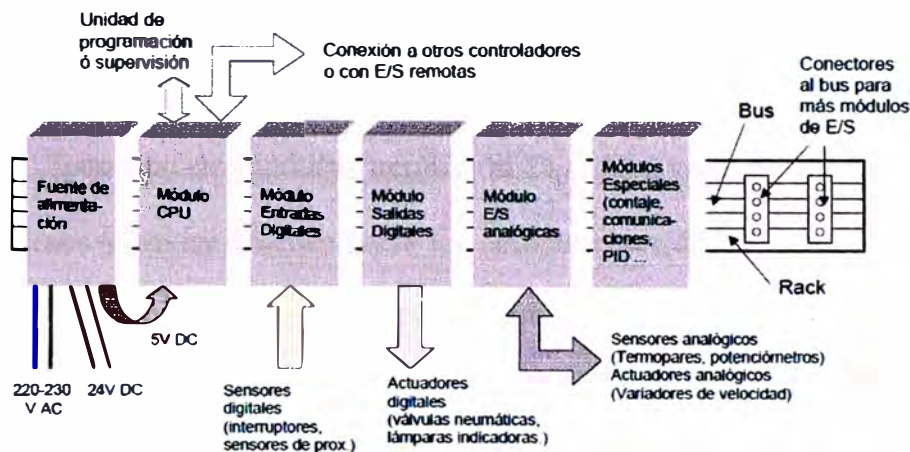 Unidad de
programación
ó supervisión
Conexión a otros controladores
o con E/S remotas
Conectores
al bus para
más módulos
de E/S
Bus
Fuente de
alimenta-
ción
Módulo
CPU
Módulo
Entradas
Digitales
Módulo
Salidas
Digitales
Módulo
E/S
analógicas
Módulos
Especiales
(contaje,
comunica-
ciones,
PID ...
Rack
5V DC
220-230
V AC
24V DC
Sensores
digitales
(interruptores,
sensores de prox.)
Actuadores
digitales
(válvulas neumáticas,
lámparas indicadoras.)
Sensores analógicos
(Termopares, potenciómetros)
Actuadores analógicos
(Variadores de velocidad)